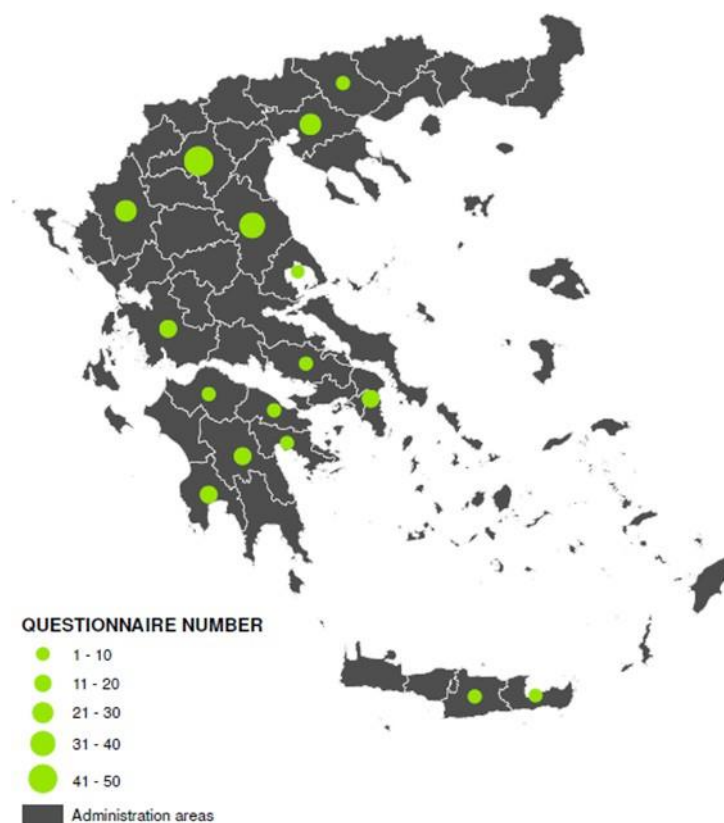 QUESTIONNAIRE NUMBER
1 - 10
11 - 20
21 - 30
31 - 40
41 - 50
Administration areas